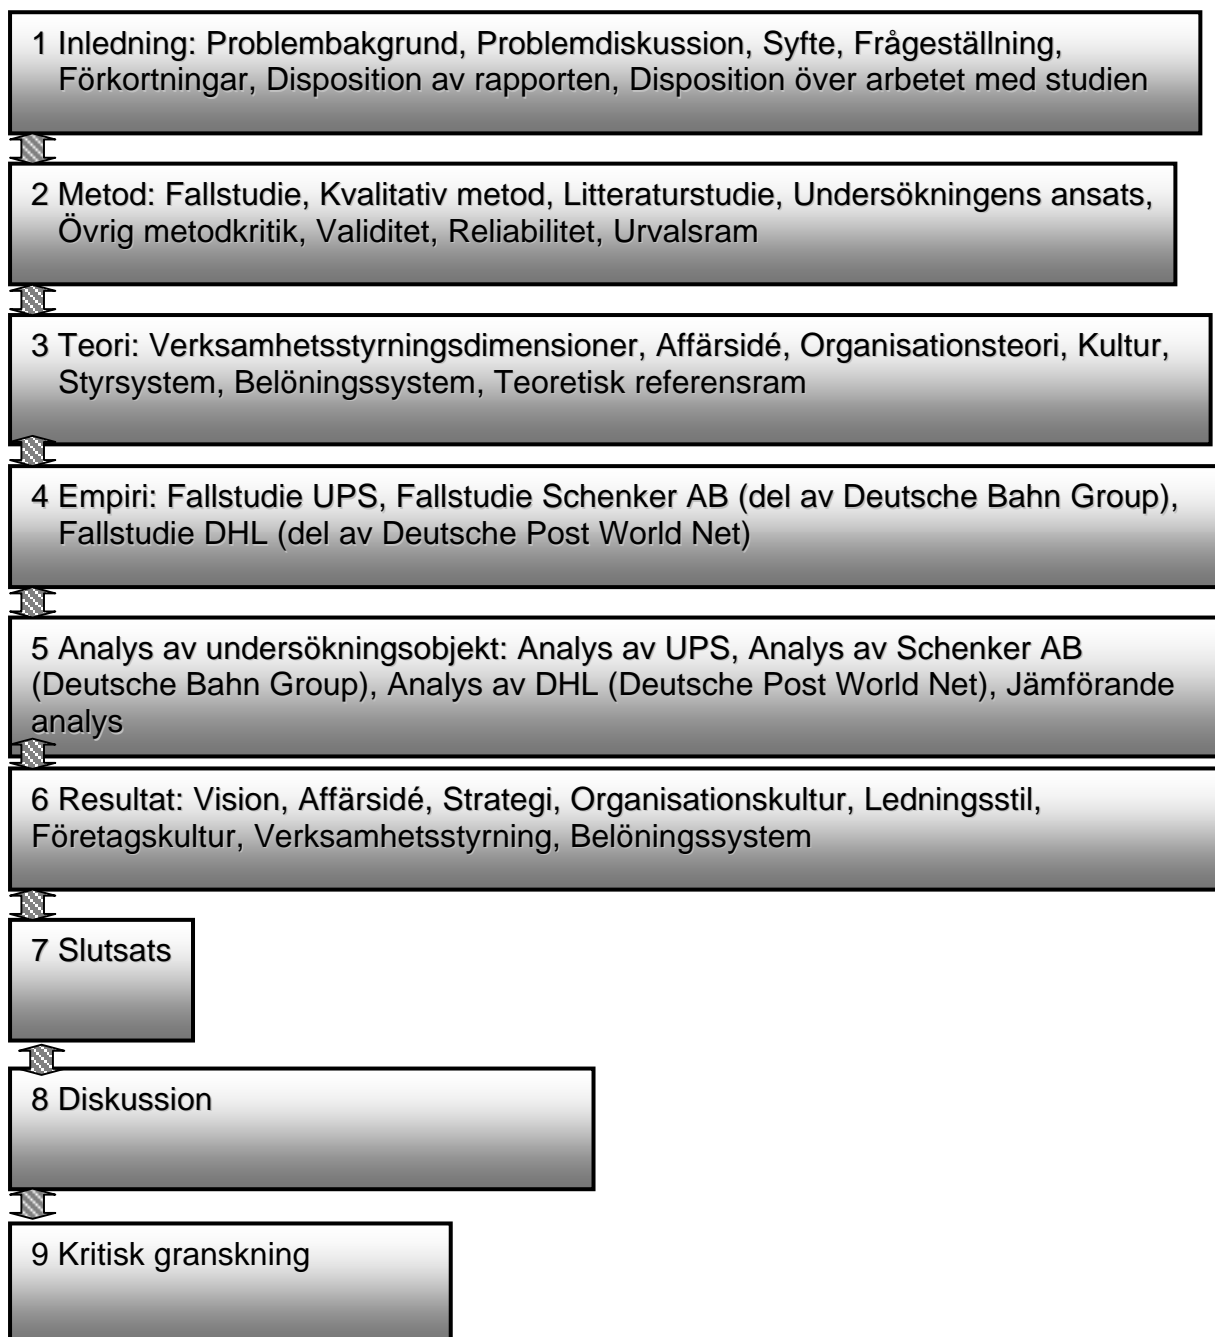 1 Inledning: Problembakgrund, Problemdiskussion, Syfte, Frågeställning,
Förkortningar, Disposition av rapporten, Disposition över arbetet med studien
2 Metod: Fallstudie, Kvalitativ metod, Litteraturstudie, Undersökningens ansats,
Övrig metodkritik, Validitet, Reliabilitet, Urvalsram
3 Teori: Verksamhetsstyrningsdimensioner, Affärsidé, Organisationsteori, Kultur,
Styrsystem, Belöningssystem, Teoretisk referensram
4 Empiri: Fallstudie UPS, Fallstudie Schenker AB (del av Deutsche Bahn Group),
Fallstudie DHL (del av Deutsche Post World Net)
5 Analys av undersökningsobjekt: Analys av UPS, Analys av Schenker AB
(Deutsche Bahn Group), Analys av DHL (Deutsche Post World Net), Jämförande
analys
6 Resultat: Vision, Affärsidé, Strategi, Organisationskultur, Ledningsstil,
Företagskultur, Verksamhetsstyrning, Belöningssystem
7 Slutsats
8 Diskussion
9 Kritisk granskning